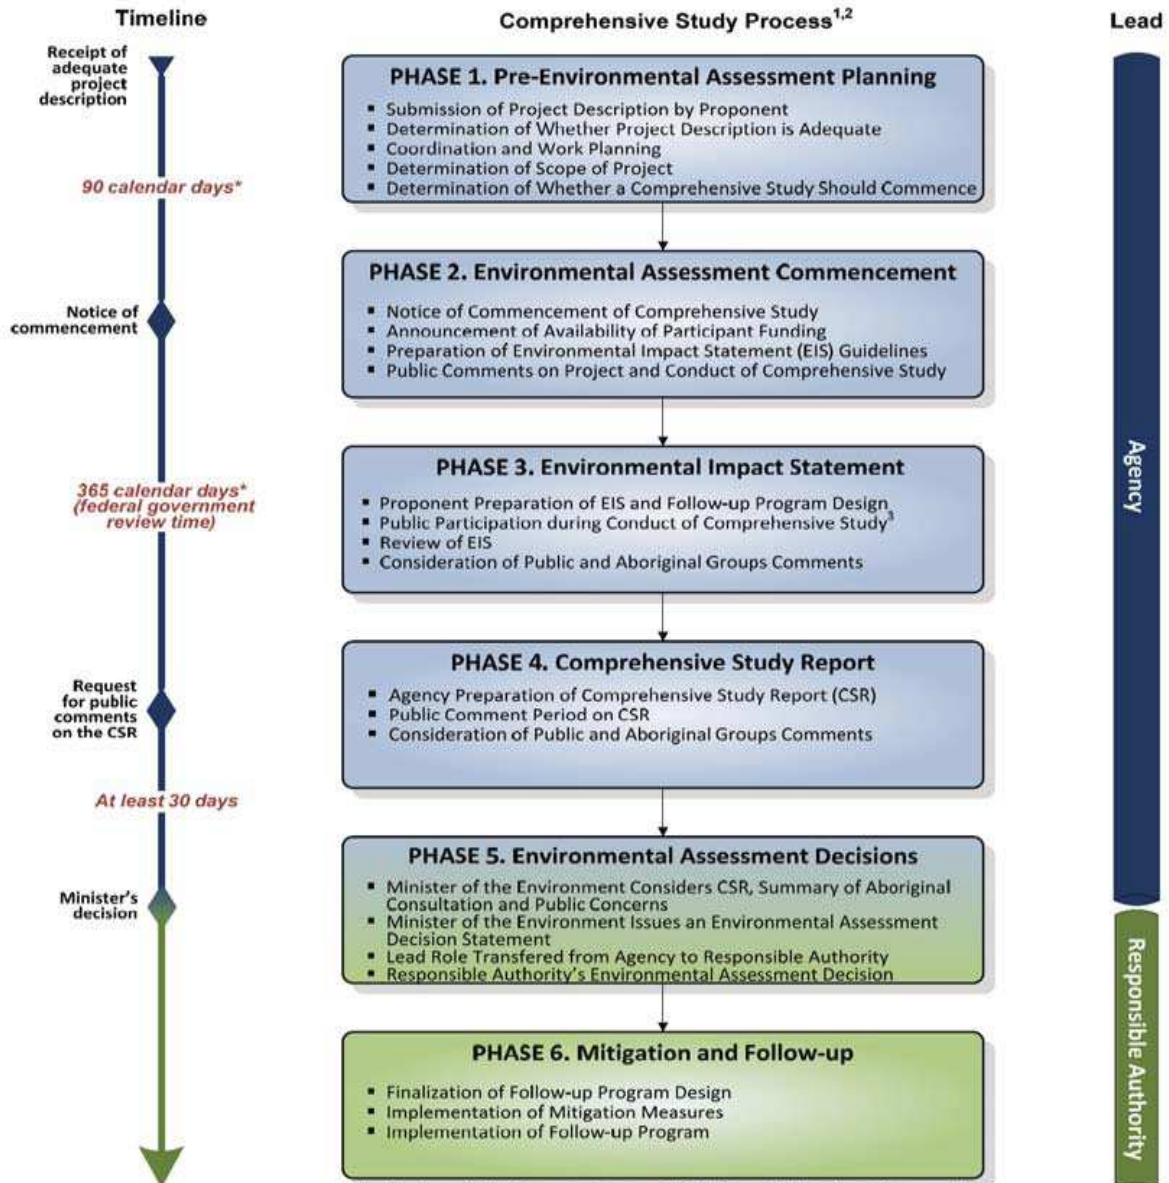 Timeline
Comprehensive Study Process1,2
Lead
Receipt of
adequate
project
description
90 calendar days*
Notice of
commencement
365 calendar days*
(federal government
review time)
Request
for public
comments
on the CSR
At least 30 days
Minister's
decision
PHASE 1. Pre-Environmental Assessment Planning
▪ Submission of Project Description by Proponent
▪ Determination of Whether Project Description is Adequate
▪ Coordination and Work Planning
▪ Determination of Scope of Project
▪ Determination of Whether a Comprehensive Study Should Commence
PHASE 2. Environmental Assessment Commencement
▪ Notice of Commencement of Comprehensive Study
▪ Announcement of Availability of Participant Funding
▪ Preparation of Environmental Impact Statement (EIS) Guidelines
▪ Public Comments on Project and Conduct of Comprehensive Study
PHASE 3. Environmental Impact Statement
▪ Proponent Preparation of EIS and Follow-up Program Design
▪ Public Participation during Conduct of Comprehensive Study3
▪ Review of EIS
▪ Consideration of Public and Aboriginal Groups Comments
PHASE 4. Comprehensive Study Report
▪ Agency Preparation of Comprehensive Study Report (CSR)
▪ Public Comment Period on CSR
▪ Consideration of Public and Aboriginal Groups Comments
PHASE 5. Environmental Assessment Decisions
▪ Minister of the Environment Considers CSR, Summary of Aboriginal
Consultation and Public Concerns
▪ Minister of the Environment Issues an Environmental Assessment
Decision Statement
▪ Lead Role Transfered from Agency to Responsible Authority
▪ Responsible Authority's Environmental Assessment Decision
PHASE 6. Mitigation and Follow-up
▪ Finalization of Follow-up Program Design
▪ Implementation of Mitigation Measures
▪ Implementation of Follow-up Program
Agency
Responsible Authority